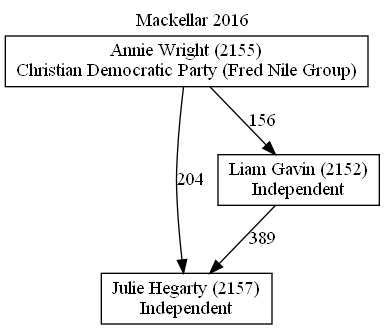 Mackellar 2016
Annie Wright (2155)
Christian Democratic Party (Fred Nile Group)
156
Liam Gavin (2152)
Independent
204
389
Julie Hegarty (2157)
Independent